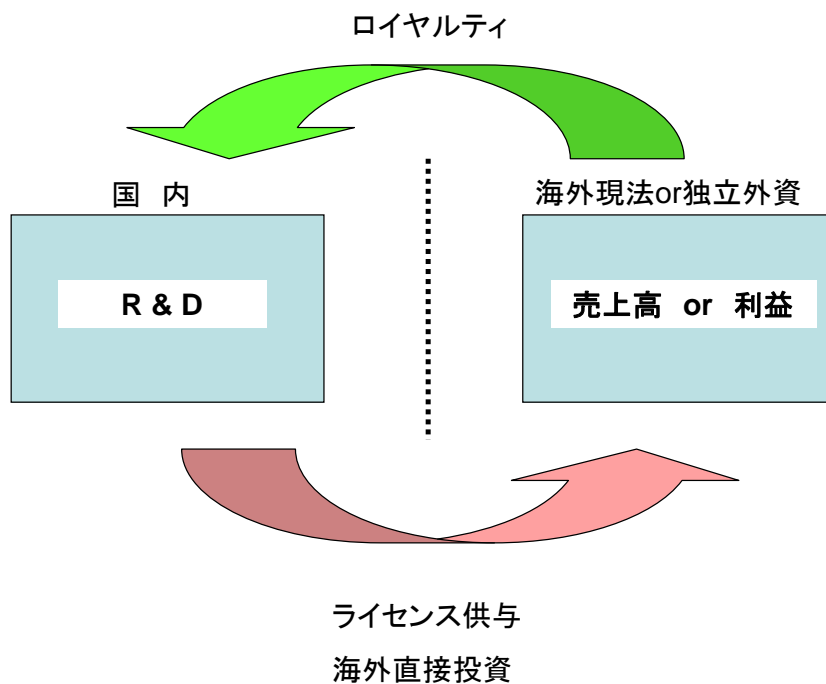 ロイヤルティ
国 内
海外現法or独立外資
R & D
売上高 or 利益
ライセンス供与
海外直接投資